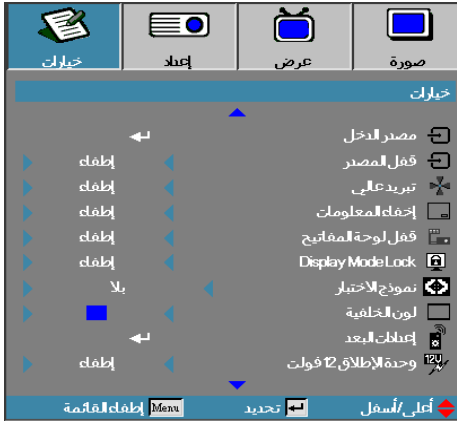 صورة
عرض
إعداد
خيارات
خيارات
مصدر الدخل
قفل المصدر إطفاء
تبريد عالي إطفاء
إخفاء المعلومات إطفاء
قفل لوحة المفاتيح إطفاء
Display Mode Lock إطفاء
نموذج الاختبار بلا
لون الخلفية
إعدادات البعد
12V وحدة الإطلاق 12 فولت إطفاء
أعلى/أسفل تحديد Menu إطفاء القائمة